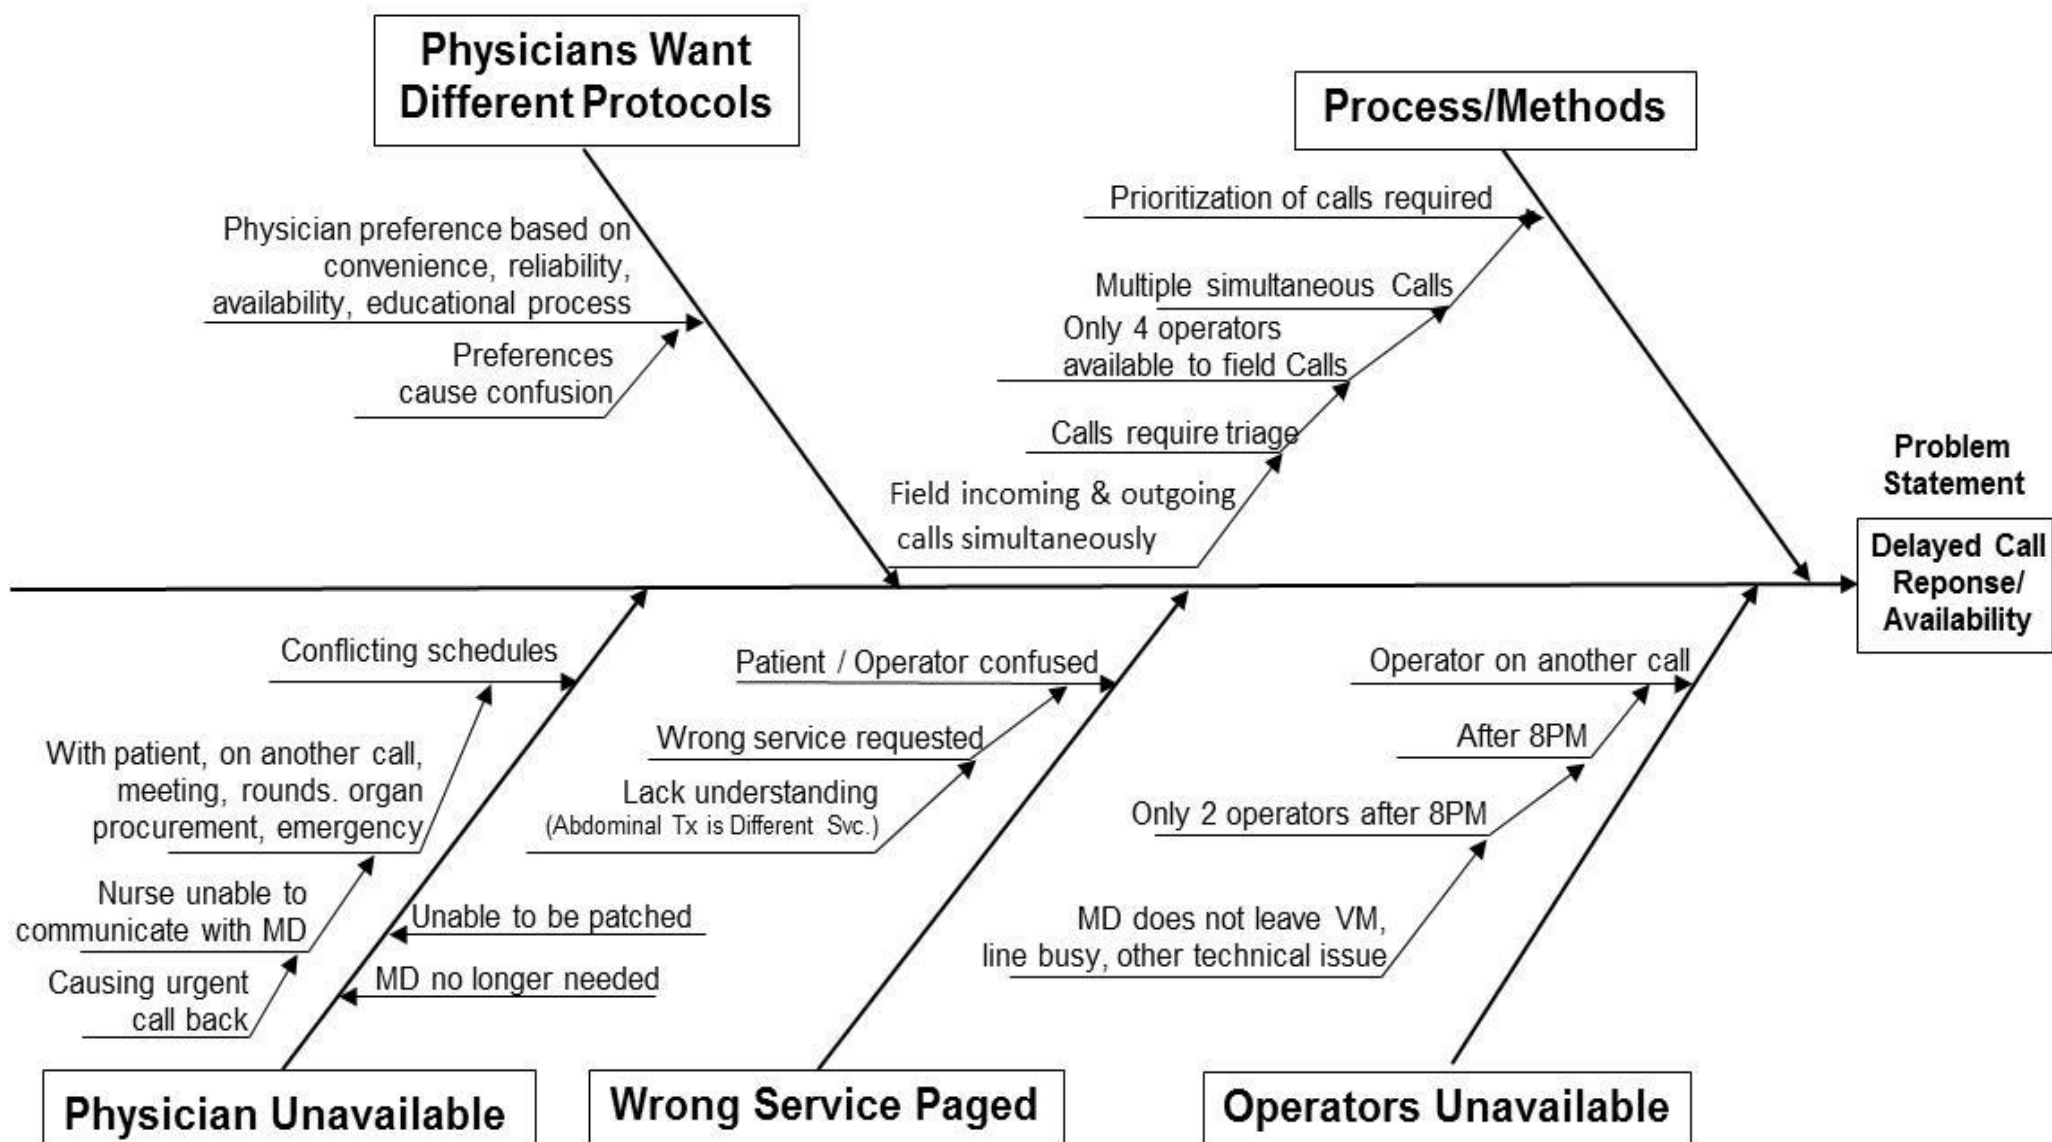 Physicians Want
Different Protocols
Process/Methods
Physician preference based on
convenience, reliability,
availability, educational process
Preferences
cause confusion
Prioritization of calls required
Multiple simultaneous Calls
Only 4 operators
available to field Calls
Calls require triage
Field incoming & outgoing
calls simultaneously
Problem
Statement
Delayed Call
Reponse/
Availability
Conflicting schedules
With patient, on another call,
meeting, rounds. organ
procurement, emergency
Nurse unable to
communicate with MD
Causing urgent
call back
Unable to be patched
MD no longer needed
Patient / Operator confused
Wrong service requested
Lack understanding
(Abdominal Tx is Different Svc.)
Operator on another call
After 8PM
Only 2 operators after 8PM
MD does not leave VM,
line busy, other technical issue
Physician Unavailable
Wrong Service Paged
Operators Unavailable